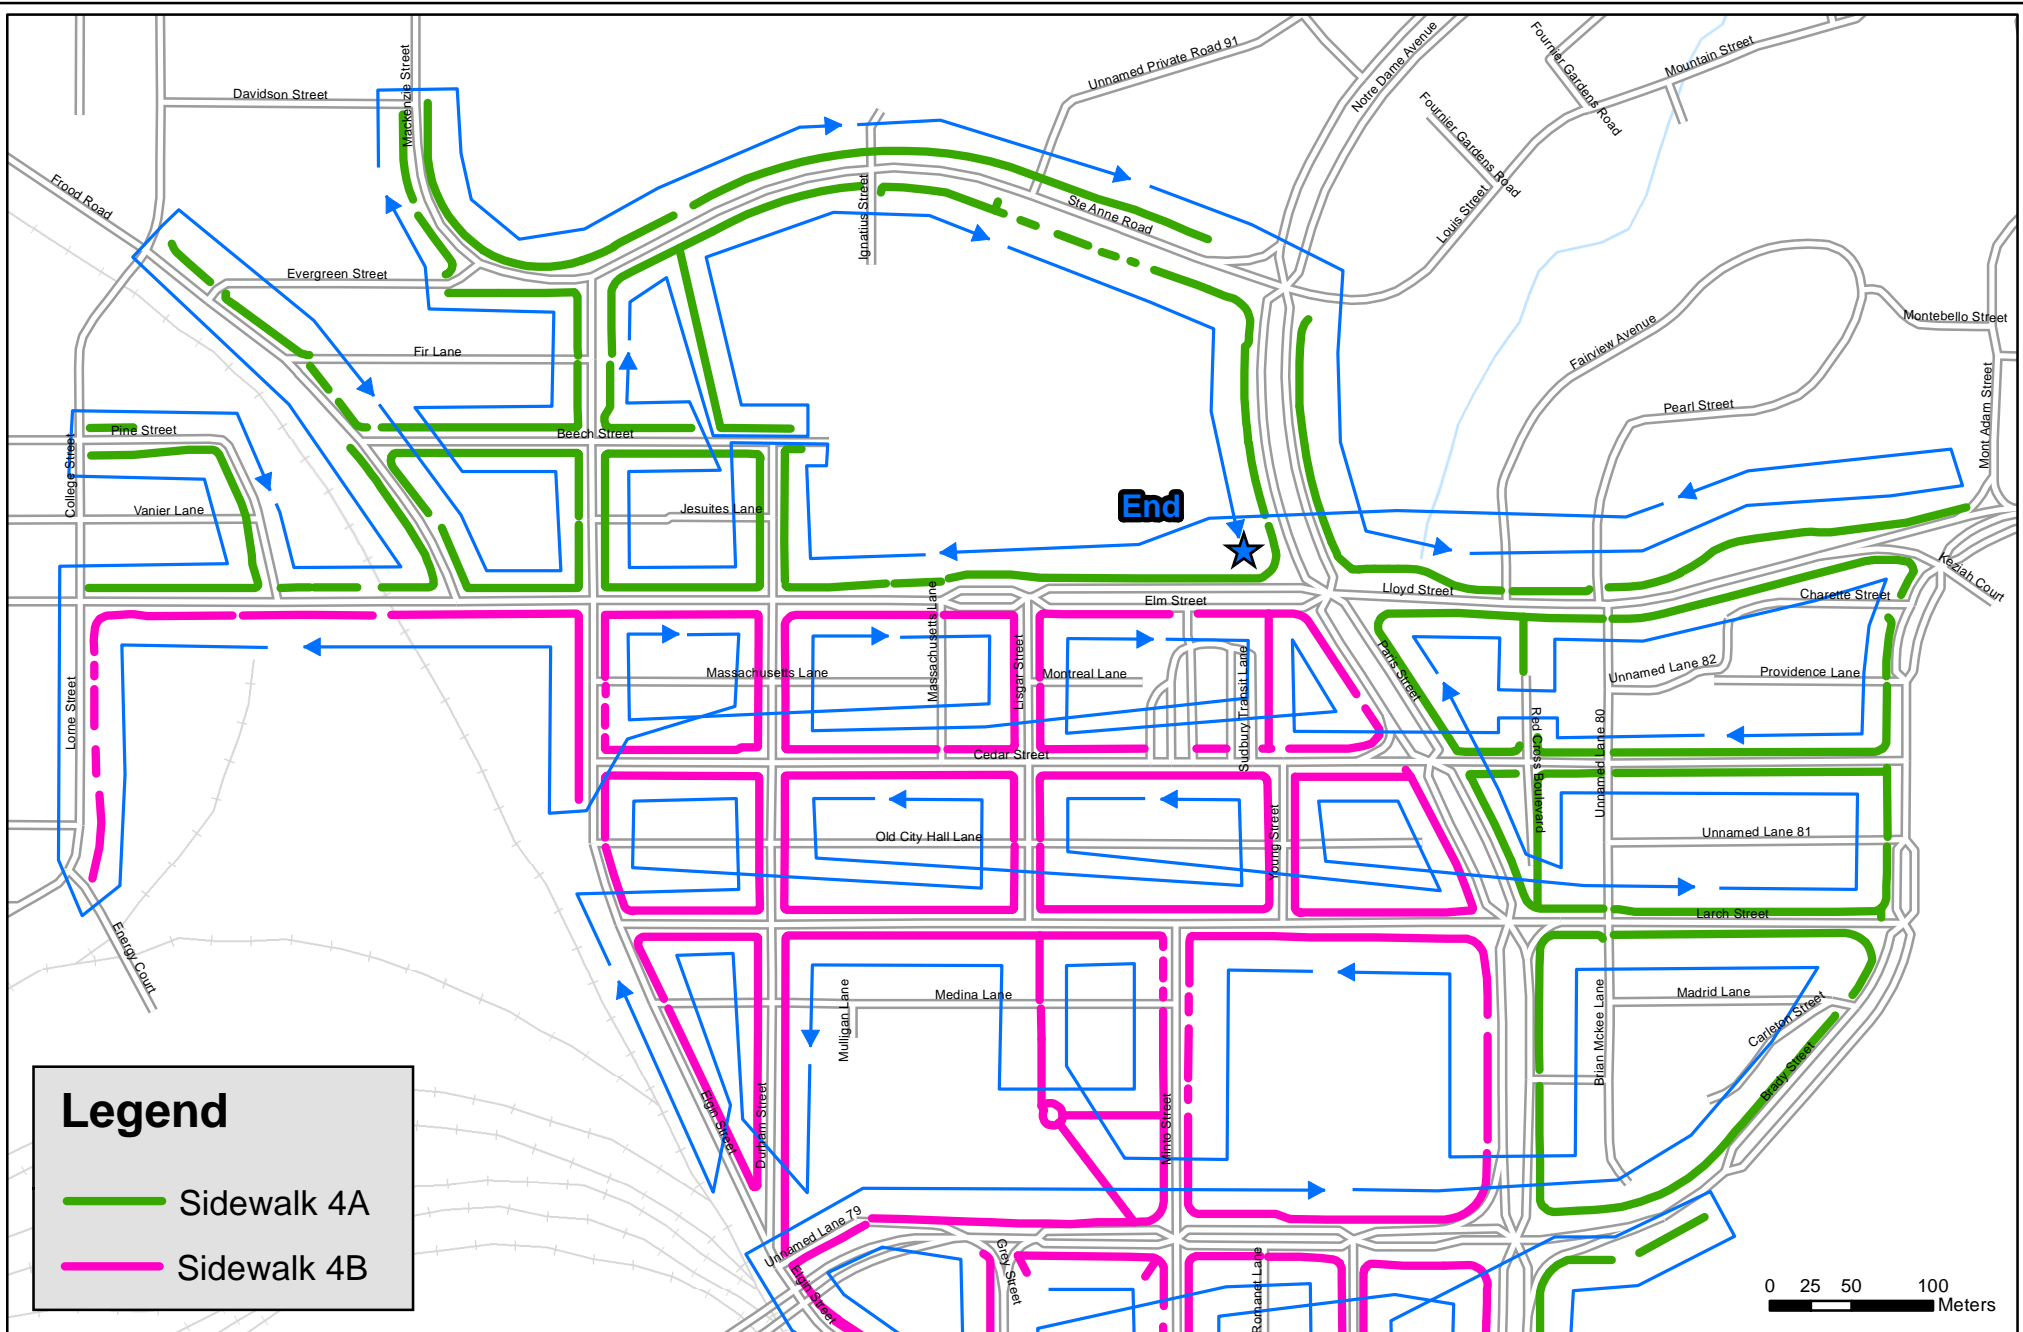 Unnamed Private Road 91
Notre Dame Avenue
Fournier Gardens Road
Mountain Street
Davidson Street
Mackenzie Street
Fournier Gardens Road
Frood Road
Ignatius Street
Ste Anne Road
Louis Street
Evergreen Street
Montebello Street
Fairview Avenue
Fir Lane
Mont Adam Street
Pearl Street
Pine Street
Beech Street
College Street
Vanier Lane
Jesuites Lane
End
Keziah Court
Lloyd Street
Charette Street
Elm Street
Massachusetts Lane
Lisgar Street
Paris Street
Massachusetts Lane
Montreal Lane
Unnamed Lane 82
Providence Lane
Lorne Street
Sudbury Transit Lane
Red Cross Boulevard
Unnamed Lane 80
Cedar Street
Old City Hall Lane
Young Street
Unnamed Lane 81
Larch Street
Energy Court
Medina Lane
Mulligan Lane
Brian Mckee Lane
Madrid Lane
Carleton Street
Brady Street
Elgin Street
Durham Street
Minto Street
Legend
Sidewalk 4A
Sidewalk 4B
Unnamed Lane 79
Elgin Street
Grey Street
Romanet Lane
0 25 50 100
Meters